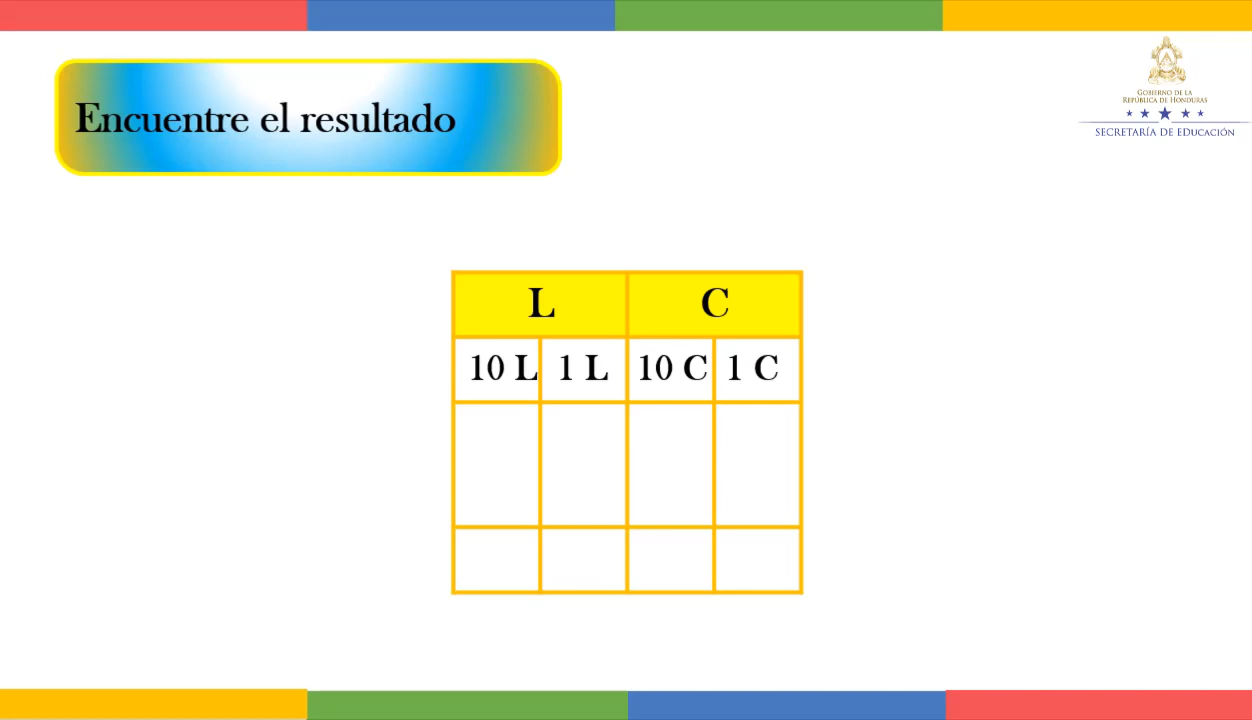 Encuentre el resultado
GOBIERNO DE LA
REPÚBLICA DE HONDURAS
SECRETARÍA DE EDUCACIÓN
L C
10 L 1 L 10 C 1 C